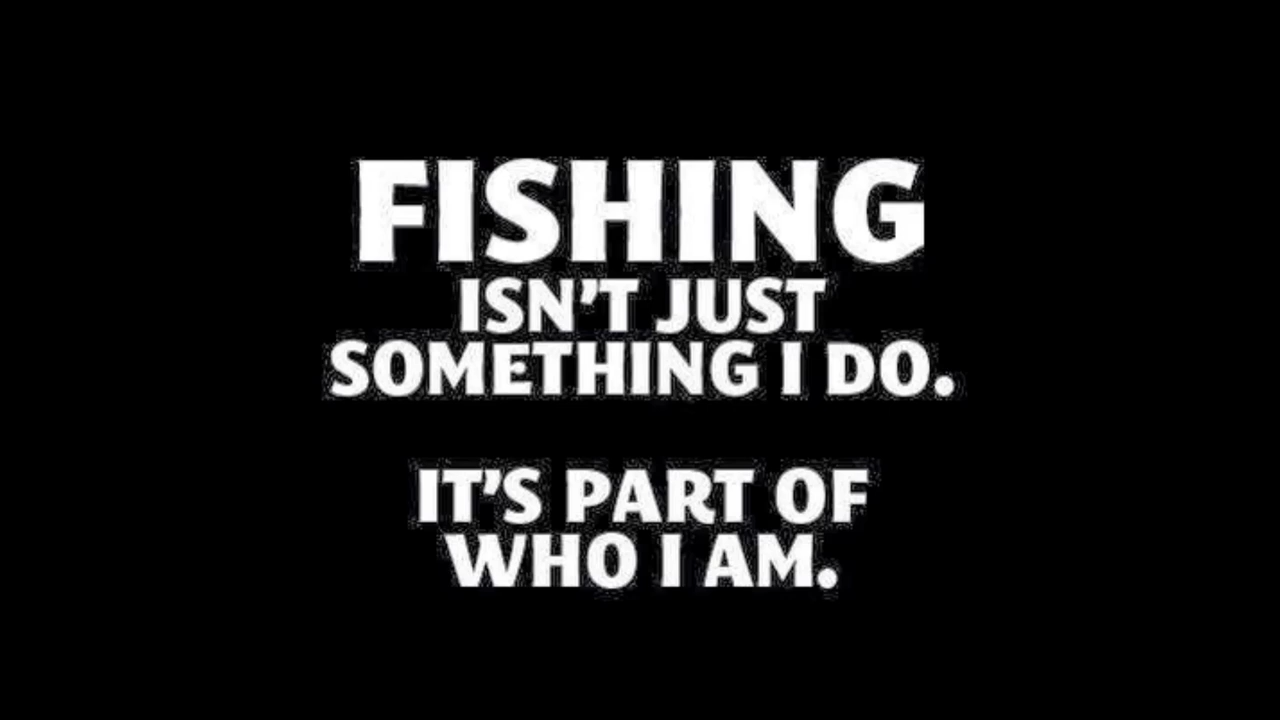 FISHING
ISN’T JUST
SOMETHING I DO.
IT’S PART OF
WHO I AM.